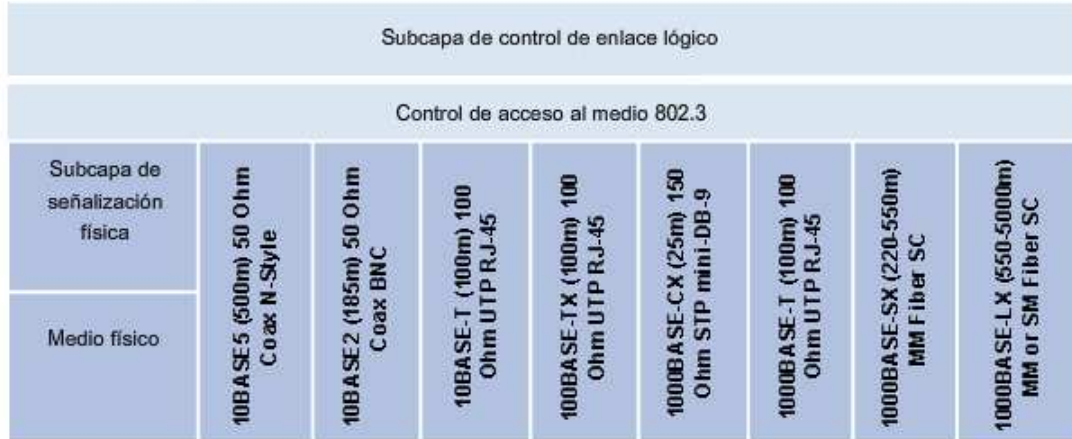 Subcapa de control de enlace lógico
Control de acceso al medio 802.3
Subcapa de
señalización
física
Medio físico
10BASE5 (500m) 50 Ohm
Coax N-Style
10BASE2 (185m) 50 Ohm
Coax BNC
10BASE-T (100m) 100
Ohm UTP RJ-45
100BASE-TX (100m) 100
Ohm UTP RJ-45
1000BASE-CX (25m) 150
Ohm STP mini-DB-9
1000BASE-T (100m) 100
Ohm UTP RJ-45
1000BASE-SX (220-550m)
MM Fiber SC
1000BASE-LX (550-5000m)
MM or SM Fiber SC